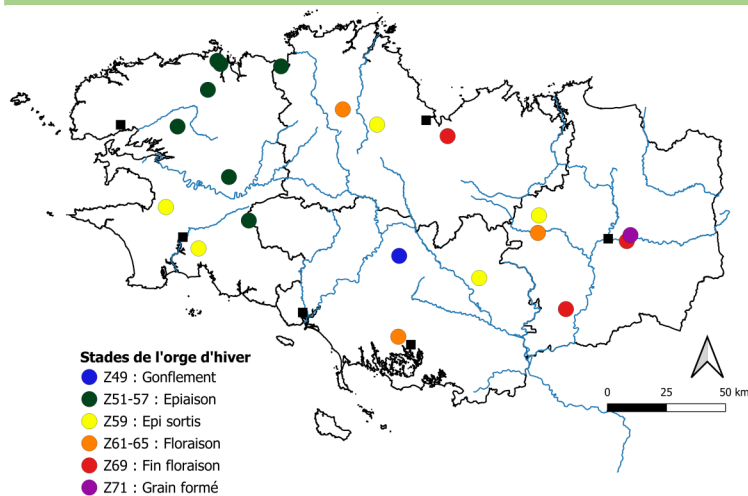 Stades de l'orge d'hiver
Z49 : Gonflement
Z51-57 : Epiaison
Z59 : Epi sortis
Z61-65 : Floraison
Z69 : Fin floraison
Z71 : Grain formé
0 25 50 km